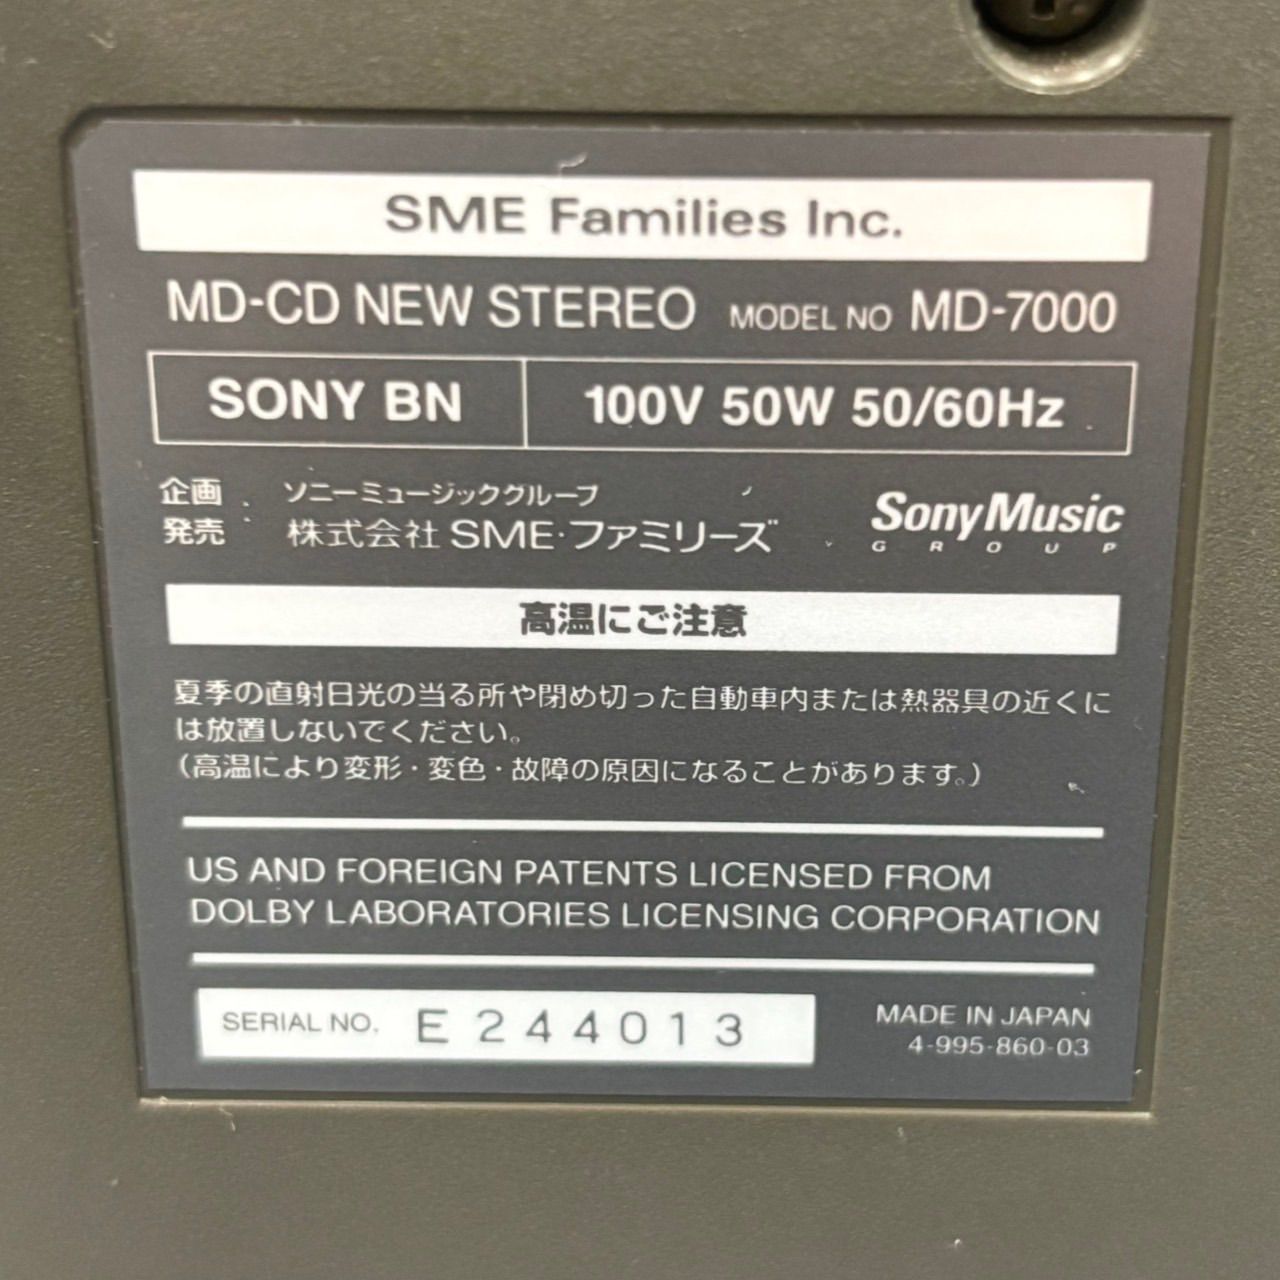 SME Families Inc.
MD-CD NEW STEREO MODEL NO MD-7000
SONY BN 100V 50W 50/60Hz
企画 ソニーミュージックグループ
発売 株式会社 SME・ファミリーズ
Sony Music
GROUP
高温にご注意
夏季の直射日光の当る所や閉め切った自動車内または熱器具の近くに
は放置しないでください。
（高温により変形・変色・故障の原因になることがあります。）
US AND FOREIGN PATENTS LICENSED FROM
DOLBY LABORATORIES LICENSING CORPORATION
SERIAL NO. E244013
MADE IN JAPAN
4-995-860-03